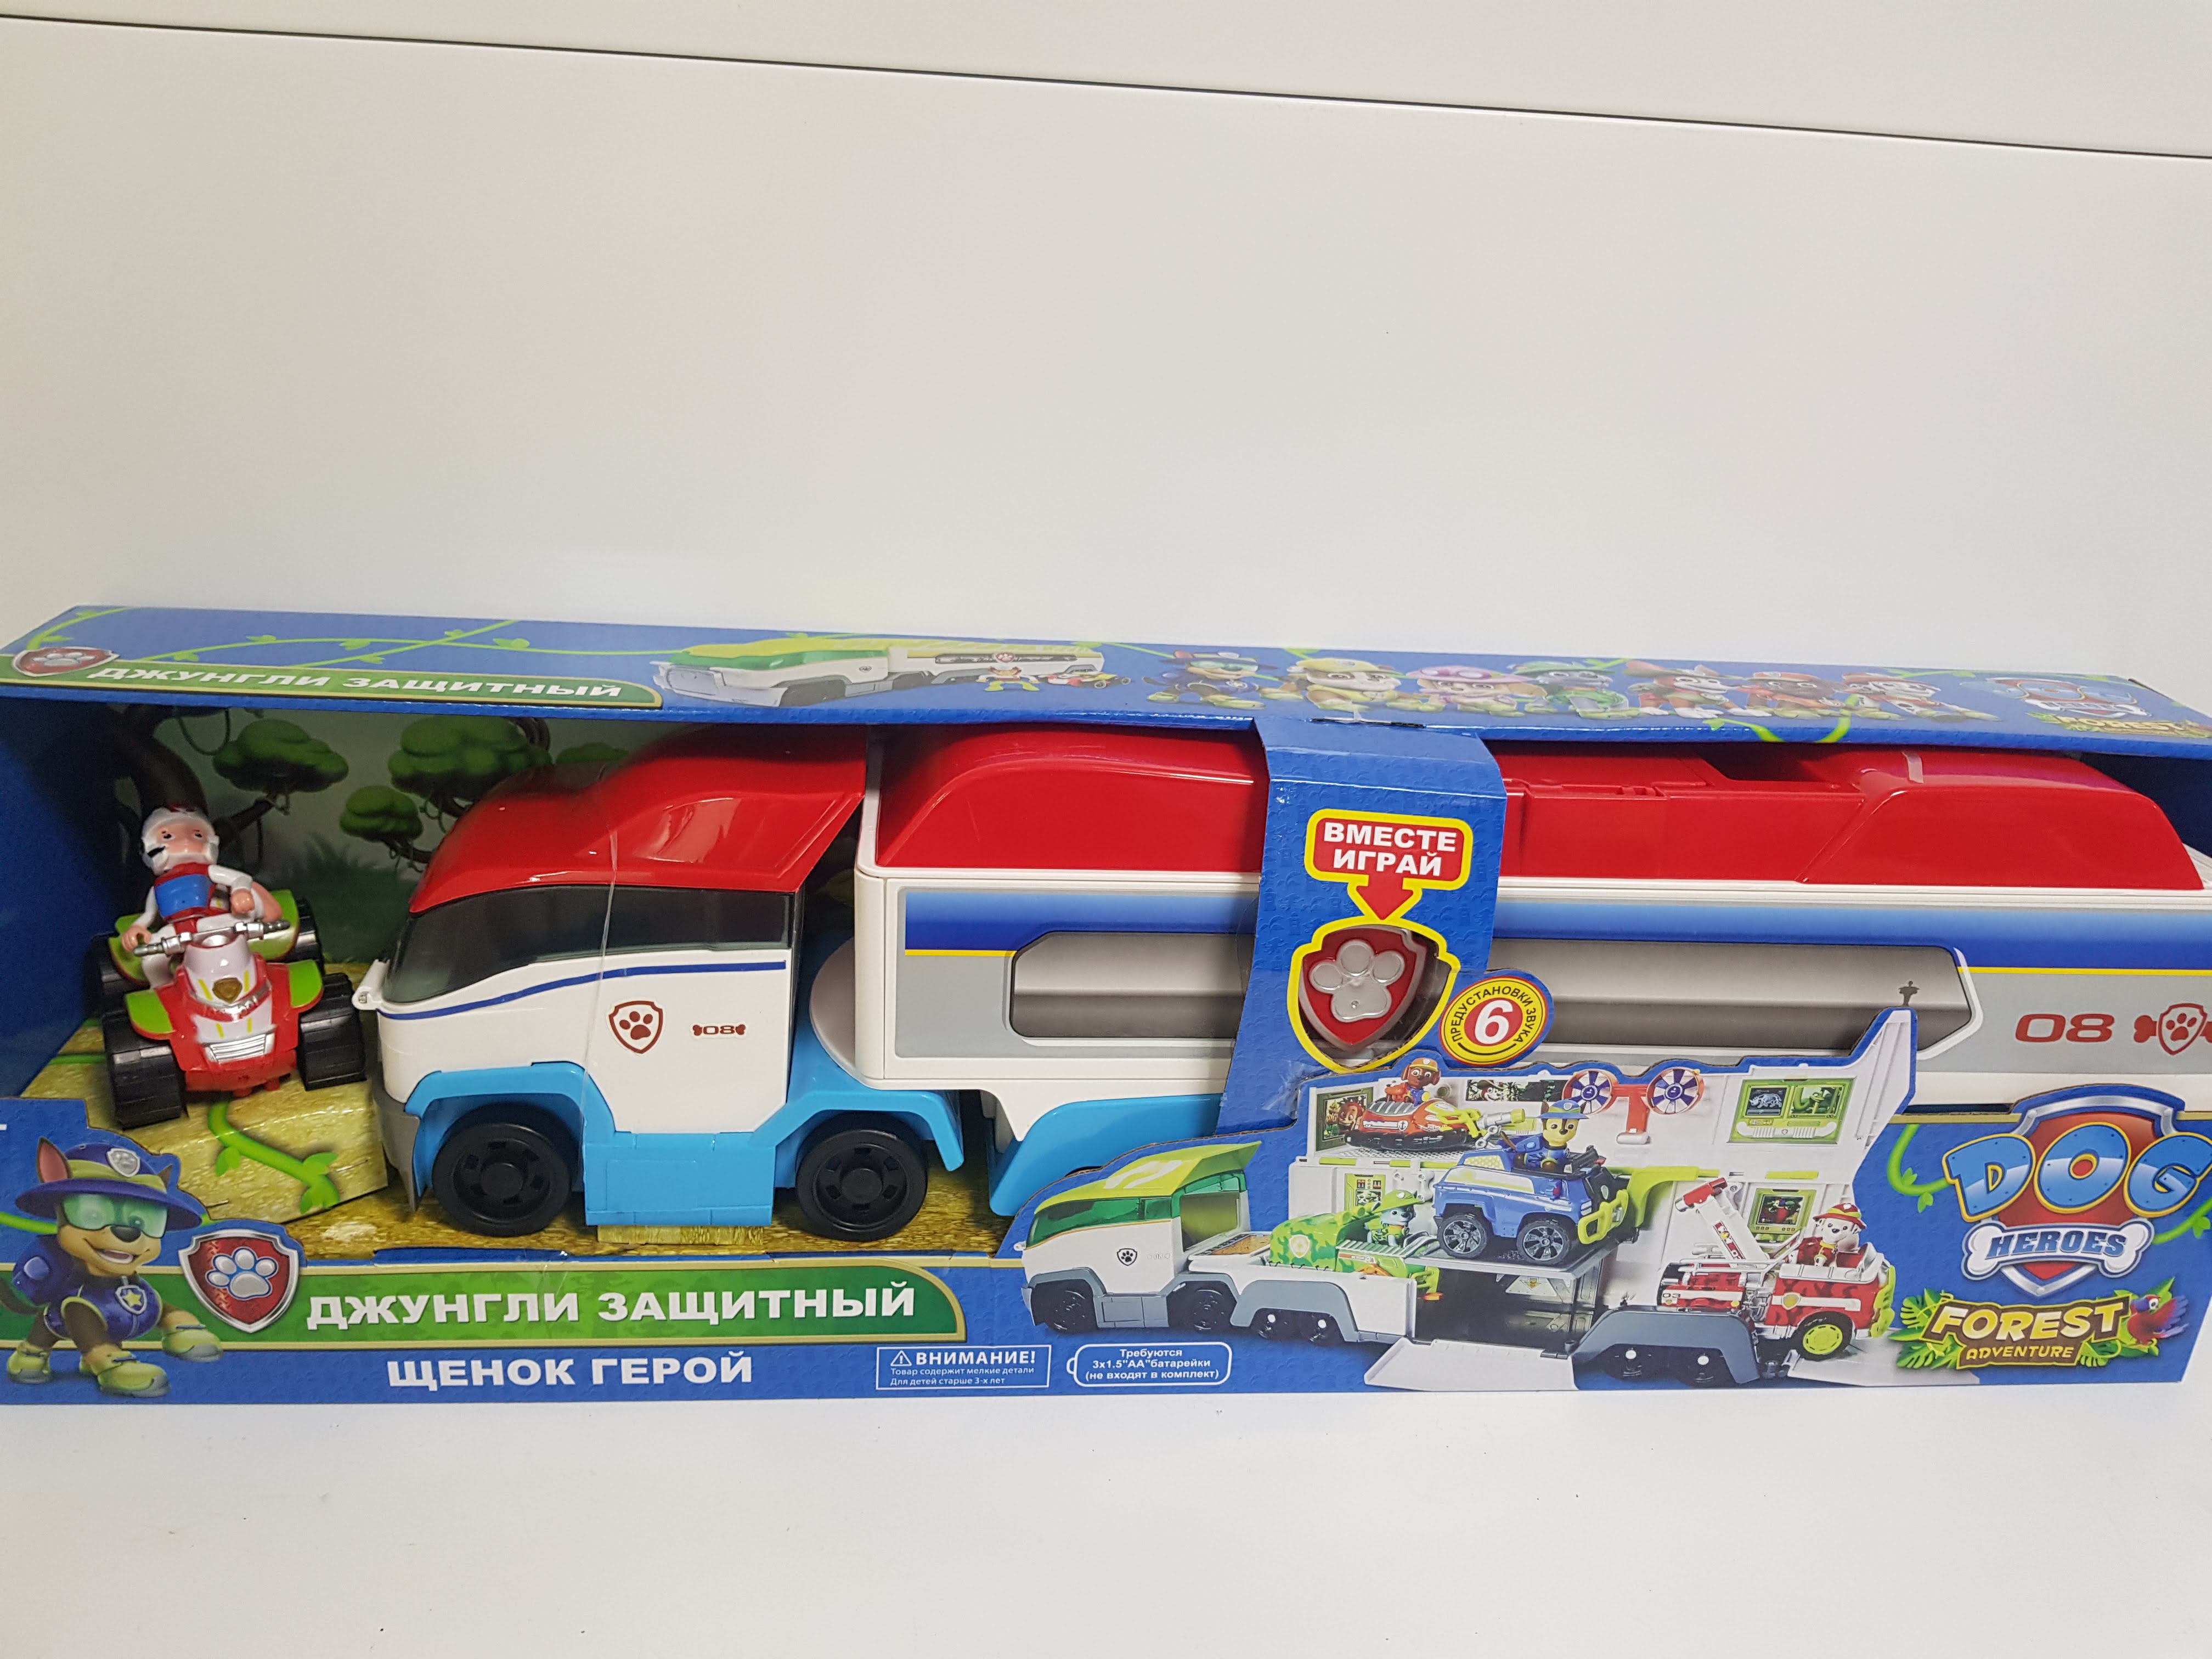 ДЖУНГЛИ ЗАЩИТНЫЙ
ВМЕСТЕ
ИГРАЙ
ПРЕДУСТАНОВКИ ЗВУКА
6
08
08
DOG
HEROES
FOREST
ADVENTURE
ДЖУНГЛИ ЗАЩИТНЫЙ
ЩЕНОК ГЕРОЙ
ВНИМАНИЕ!
Товар содержит мелкие детали
Для детей старше 3-х лет
Требуются
3x1.5"AA"батарейки
(не входят в комплект)